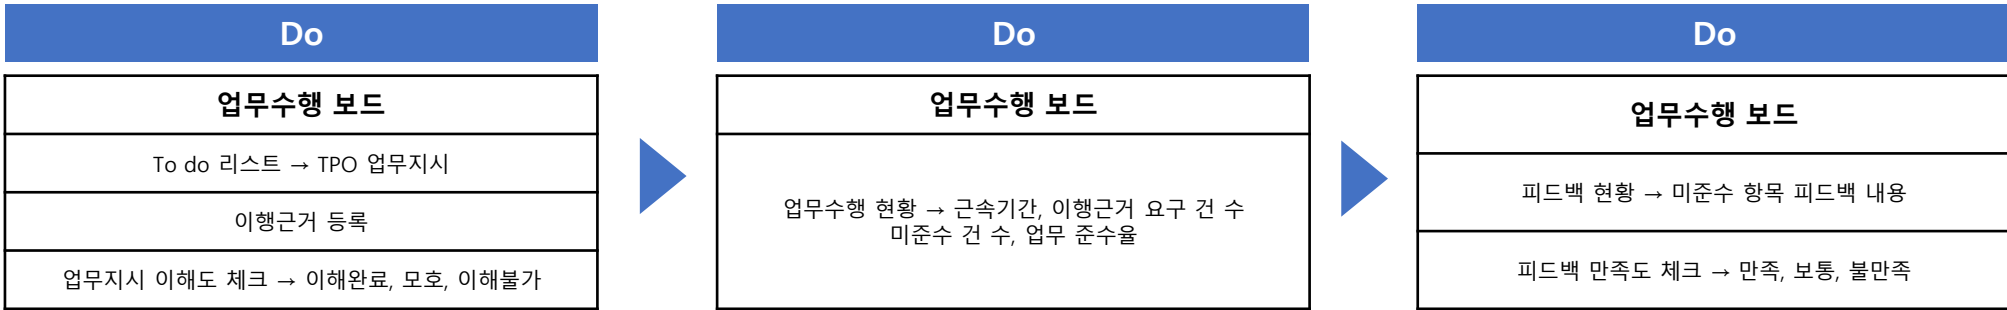 Do
업무수행 보드
To do 리스트 → TPO 업무지시
이행근거 등록
업무지시 이해도 체크 → 이해완료, 모호, 이해불가
Do
업무수행 보드
업무수행 현황 → 근속기간, 이행근거 요구 건 수
미준수 건 수, 업무 준수율
Do
업무수행 보드
피드백 현황 → 미준수 항목 피드백 내용
피드백 만족도 체크 → 만족, 보통, 불만족